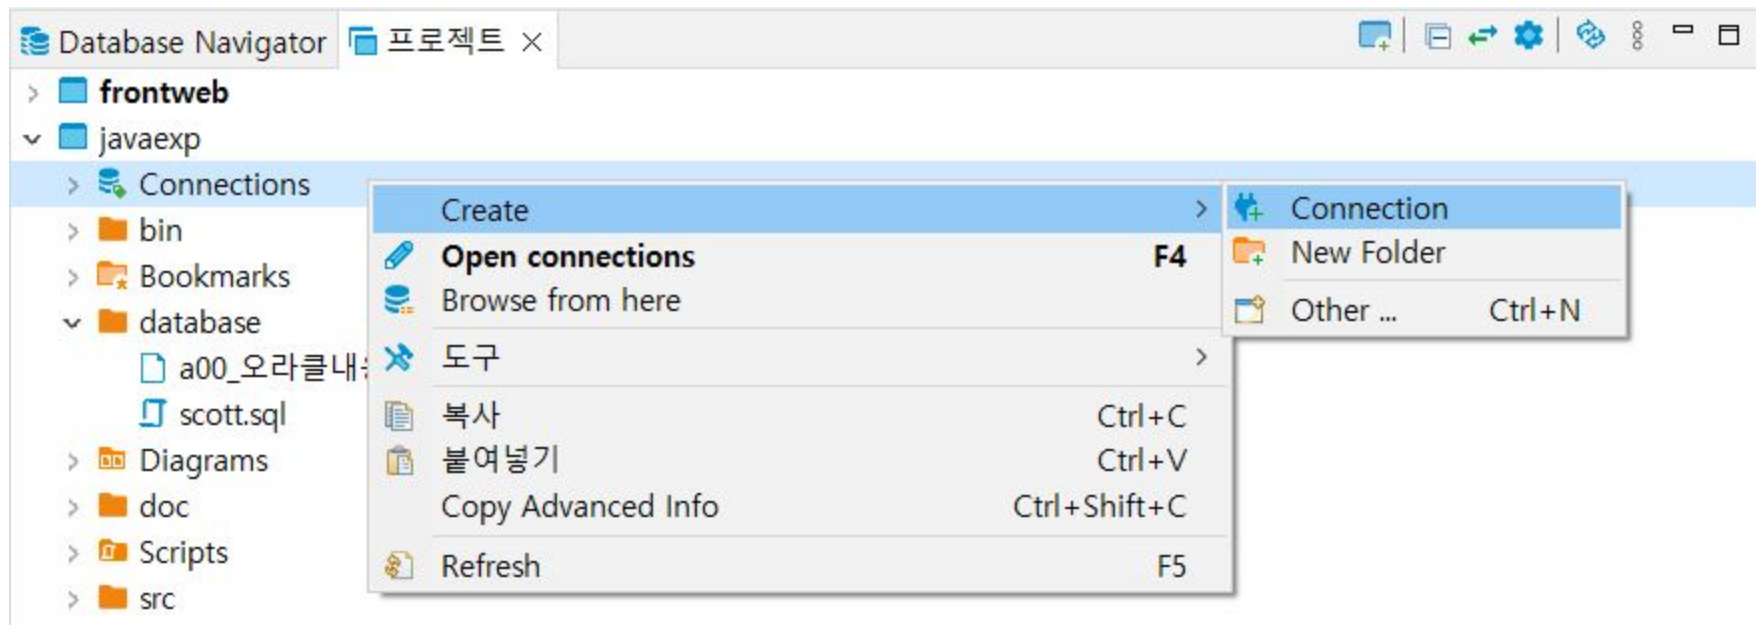 Database Navigator 프로젝트
frontweb
javaexp
Connections
bin
Bookmarks
database
a00_오라클내
scott.sql
Diagrams
doc
Scripts
src
Create
Open connections F4
Browse from here
도구
복사 Ctrl+C
붙여넣기 Ctrl+V
Copy Advanced Info Ctrl+Shift+C
Refresh F5
Connection
New Folder
Other ... Ctrl+N